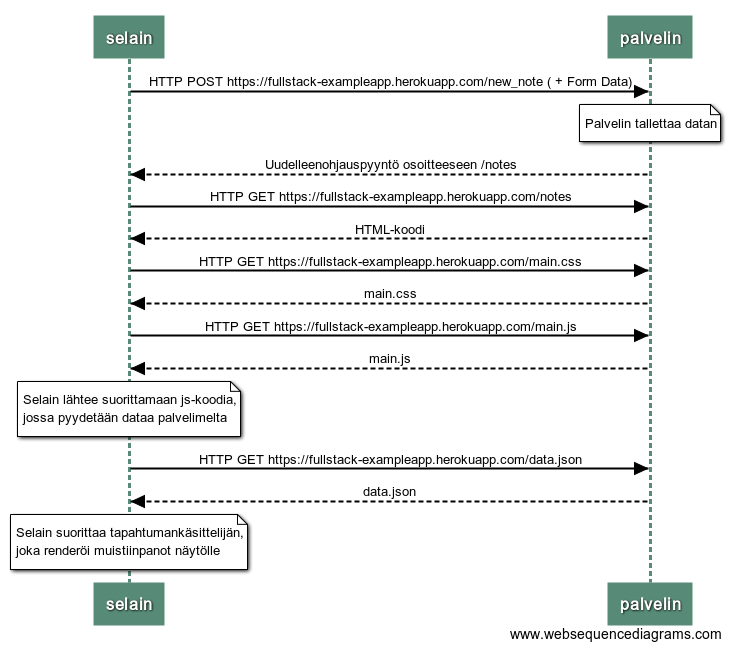 selain
palvelin
HTTP POST https://fullstack-exampleapp.herokuapp.com/new_note ( + Form Data)
Palvelin tallettaa datan
Uudelleenohjauspyyntö osoitteeseen /notes
HTTP GET https://fullstack-exampleapp.herokuapp.com/notes
HTML-koodi
HTTP GET https://fullstack-exampleapp.herokuapp.com/main.css
main.css
HTTP GET https://fullstack-exampleapp.herokuapp.com/main.js
main.js
Selain lähtee suorittamaan js-koodia,
jossa pyydetään dataa palvelimelta
HTTP GET https://fullstack-exampleapp.herokuapp.com/data.json
data.json
Selain suorittaa tapahtumankäsittelijän,
joka renderöi muistiinpanot näytölle
selain
palvelin
www.websequencediagrams.com